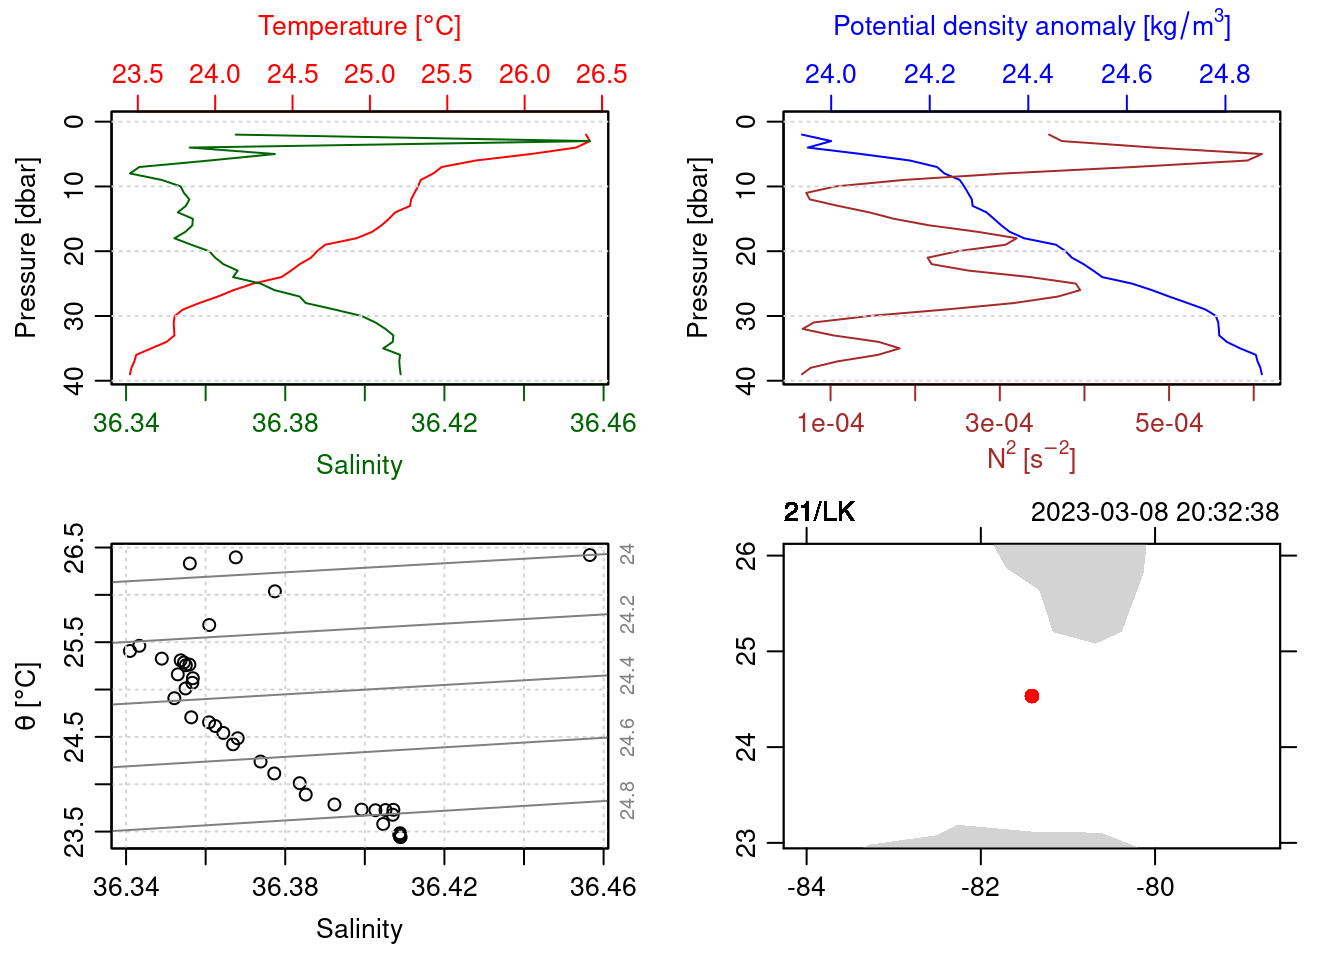 Temperature [°C]
23.5 24.0 24.5 25.0 25.5 26.0 26.5
Pressure [dbar]
0
10
20
30
40
36.34 36.38 36.42 36.46
Salinity
Potential density anomaly [kg/m³]
24.0 24.2 24.4 24.6 24.8
Pressure [dbar]
0
10
20
30
40
1e-04 3e-04 5e-04
N² [s⁻²]
θ [°C]
26.5
25.5
24.5
23.5
24
24.2
24.4
24.6
24.8
36.34 36.38 36.42 36.46
Salinity
21/LK 2023-03-08 20:32:38
26
25
24
23
-84 -82 -80